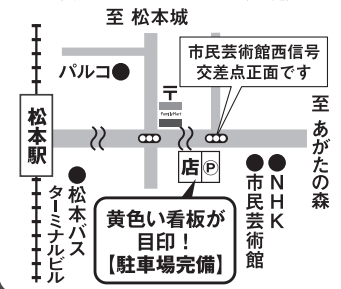 至 松本城
市民芸術館西信号
交差点正面です
パルコ
〒
FamilyMart
松本駅
至 あがたの森
店 P
松本バス
ターミナルビル
黄色い看板が
目印！
【駐車場完備】
市民芸術館
NHK